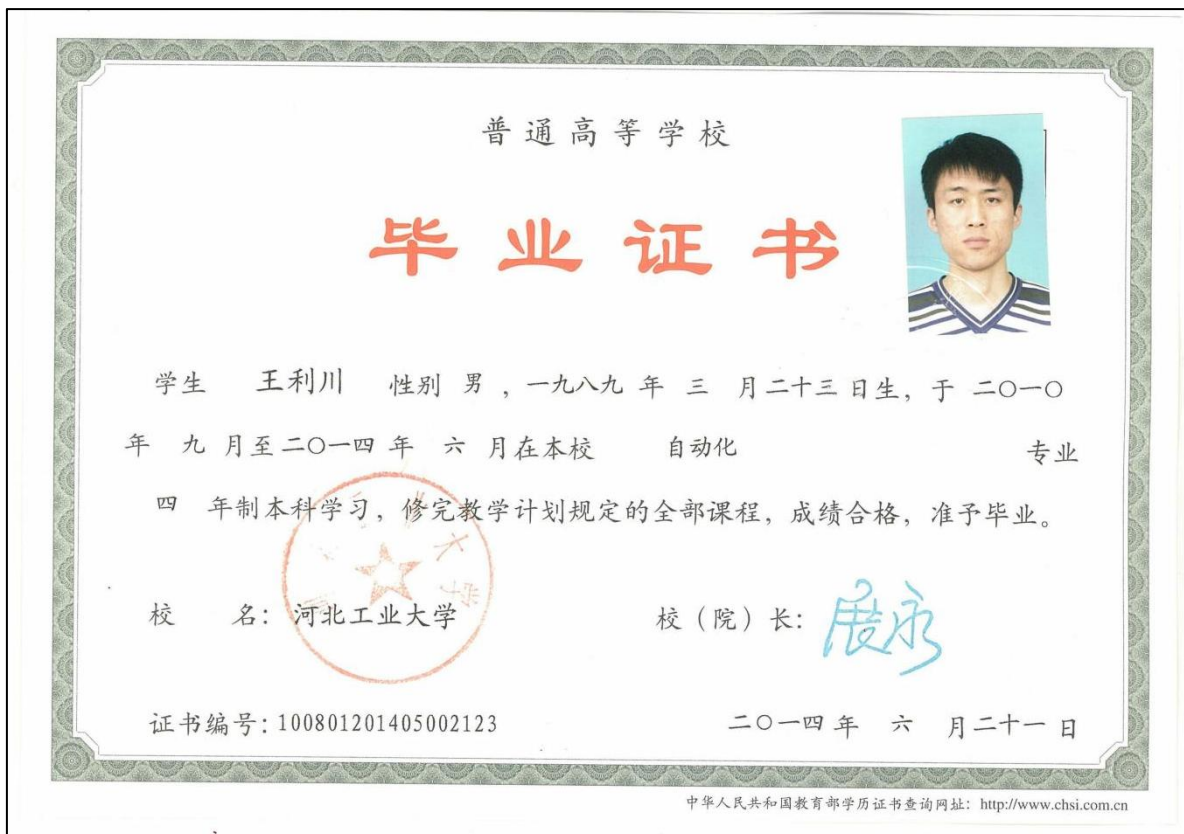 普通高等学校
毕业证书
学生 王利川 性别 男 ，一九八九 年 三 月二十三日生，于 二〇一〇
年 九 月至二〇一四年 六 月在本校 自动化 专业
四 年制本科学习，修完教学计划规定的全部课程，成绩合格，准予毕业。
校 名：河北工业大学
校（院）长：展永
证书编号：100801201405002123
二〇一四年 六 月二十一日
中华人民共和国教育部学历证书查询网址：http://www.chsi.com.cn